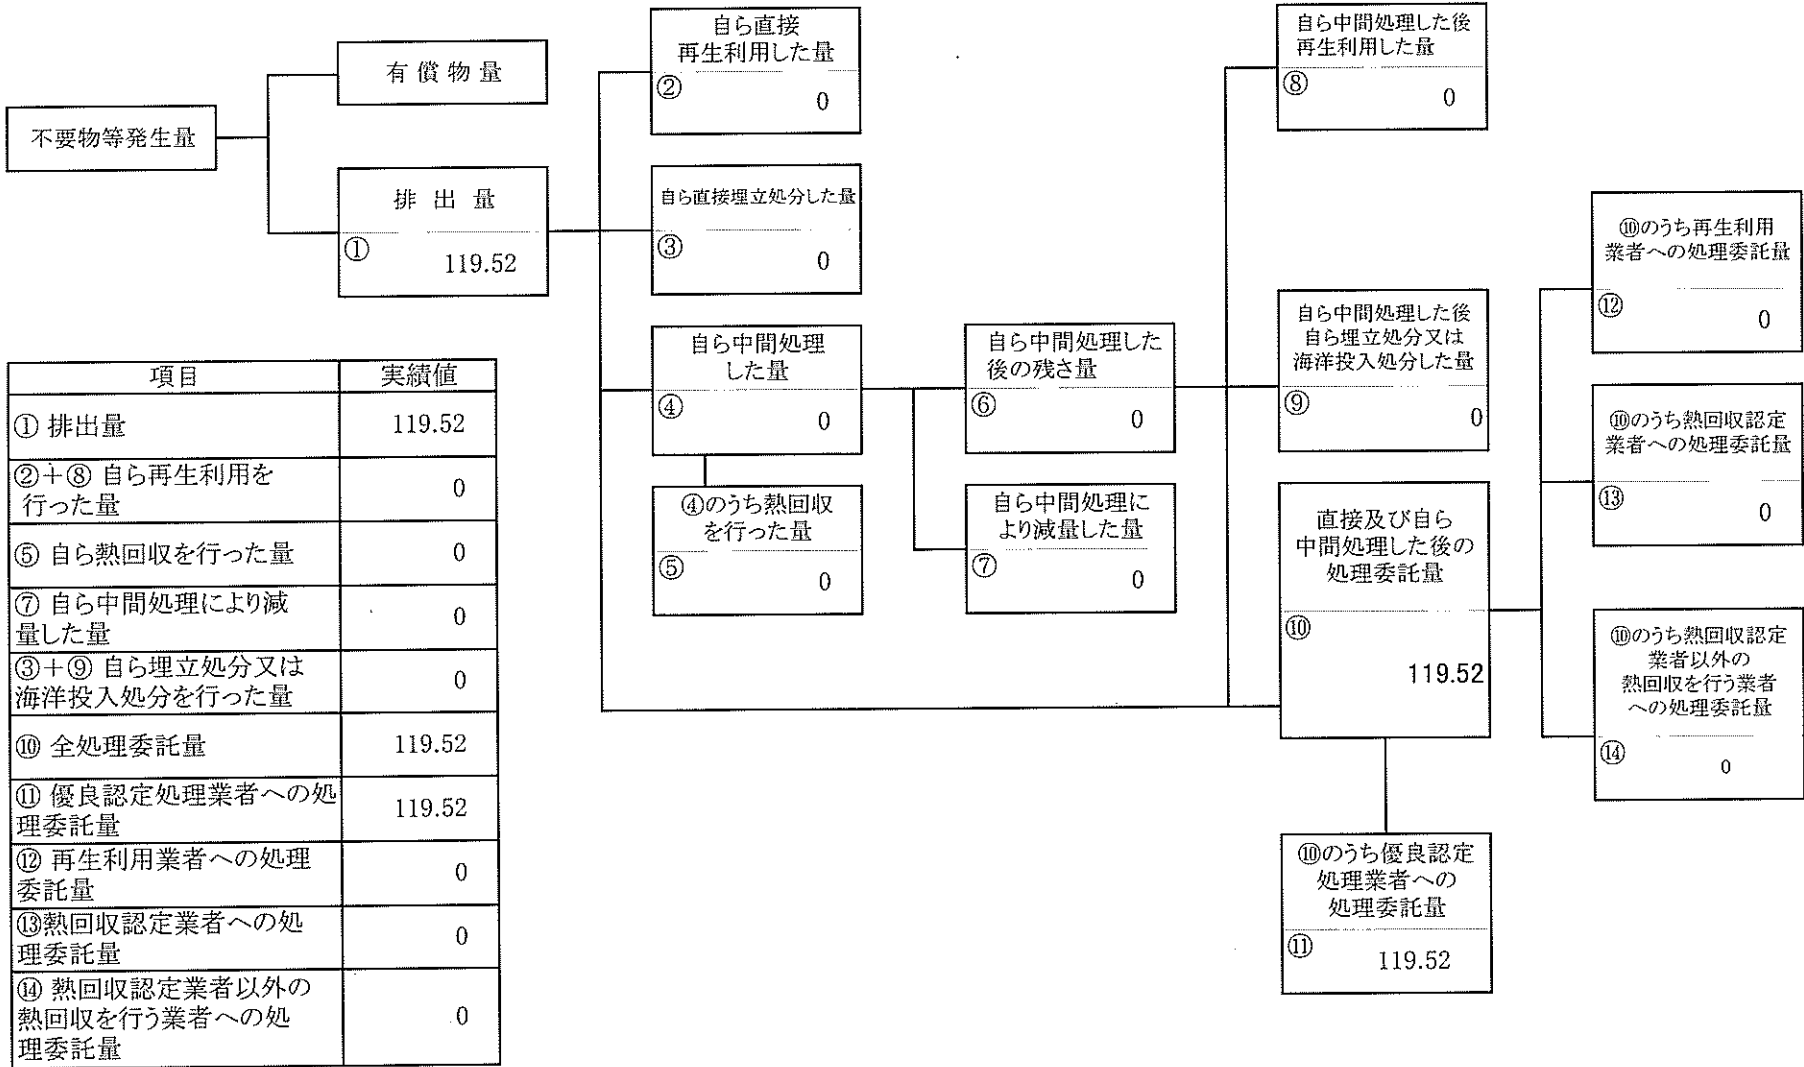 不要物等発生量
有償物量
排出量
①
119.52
自ら直接
再生利用した量
②
0
自ら直接埋立処分した量
③
0
自ら中間処理
した量
④
0
④のうち熱回収
を行った量
⑤
0
自ら中間処理した
後の残さ量
⑥
0
自ら中間処理に
より減量した量
⑦
0
自ら中間処理した後
再生利用した量
⑧
0
自ら中間処理した後
自ら埋立処分又は
海洋投入処分した量
⑨
0
直接及び自ら
中間処理した後の
処理委託量
⑩
119.52
⑩のうち優良認定
処理業者への
処理委託量
⑪
119.52
⑩のうち再生利用
業者への処理委託量
⑫
0
⑩のうち熱回収認定
業者への処理委託量
⑬
0
⑩のうち熱回収認定
業者以外の
熱回収を行う業者
への処理委託量
⑭
0
項目 実績値
① 排出量 119.52
②+⑧ 自ら再生利用を
行った量 0
⑤ 自ら熱回収を行った量 0
⑦ 自ら中間処理により減
量した量 0
③+⑨ 自ら埋立処分又は
海洋投入処分を行った量 0
⑩ 全処理委託量 119.52
⑪ 優良認定処理業者への処
理委託量 119.52
⑫ 再生利用業者への処理
委託量 0
⑬熱回収認定業者への処
理委託量 0
⑭ 熱回収認定業者以外の
熱回収を行う業者への処
理委託量 0